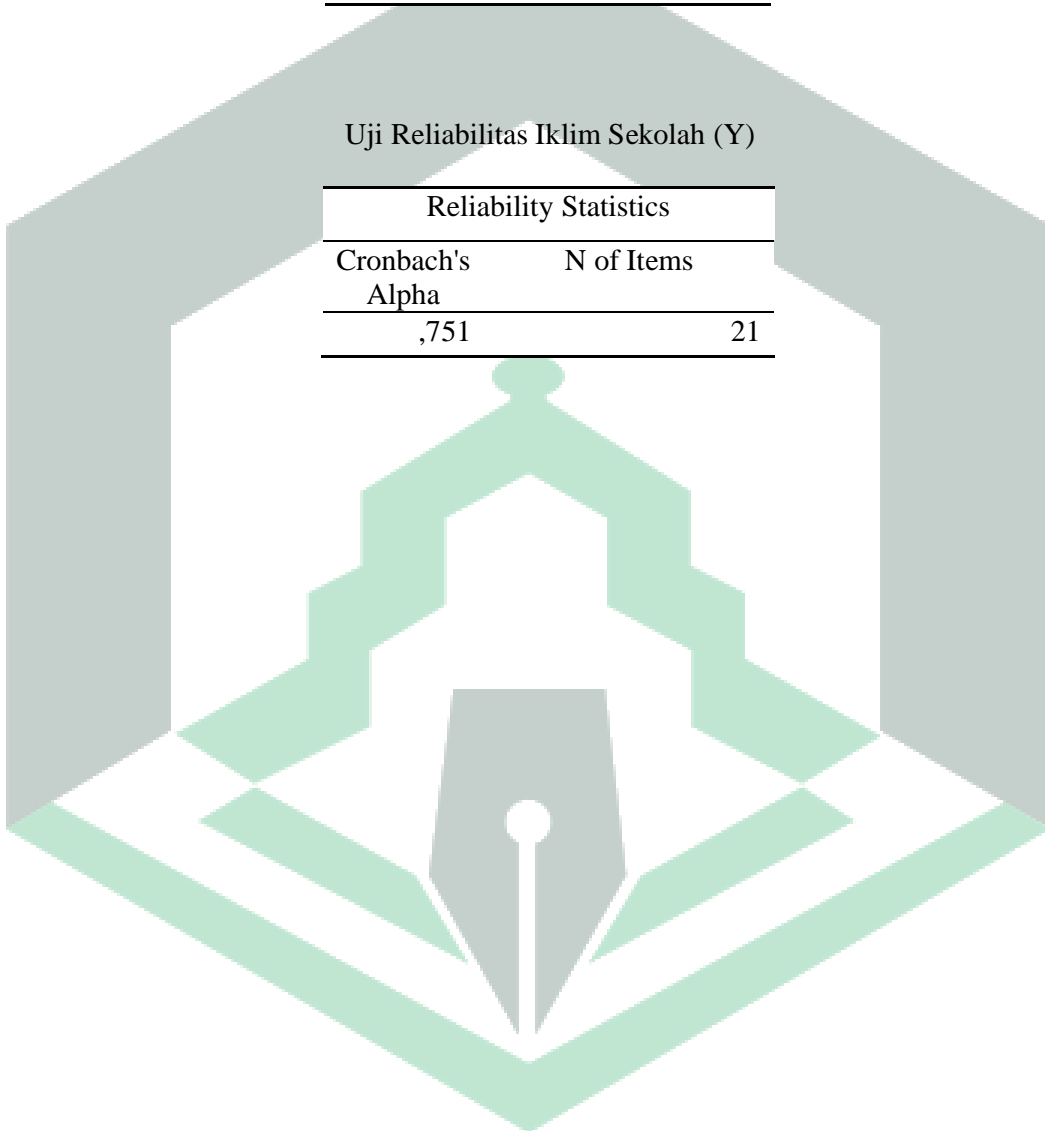 Uji Reliabilitas Iklim Sekolah (Y)
Reliability Statistics
Cronbach's Alpha N of Items
,751 21